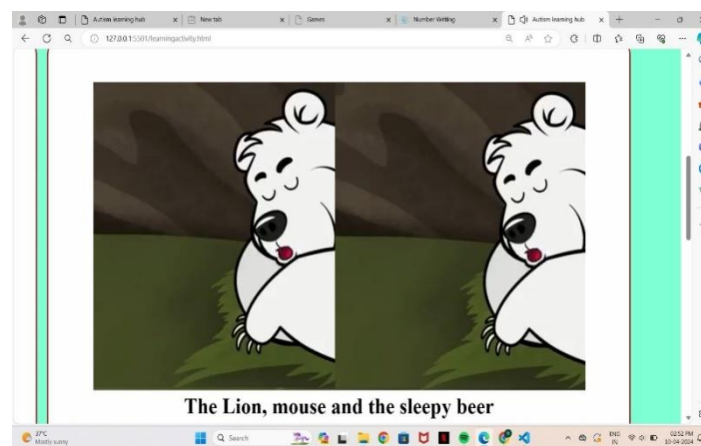 Autism learning hub
New tab
Games
Number Writing
Autism learning hub
127.0.0.1:5501/learningactivity.html
The Lion, mouse and the sleepy beer
37°C
Mostly sunny
Search
ENG
IN
02:52 PM
10-04-2024